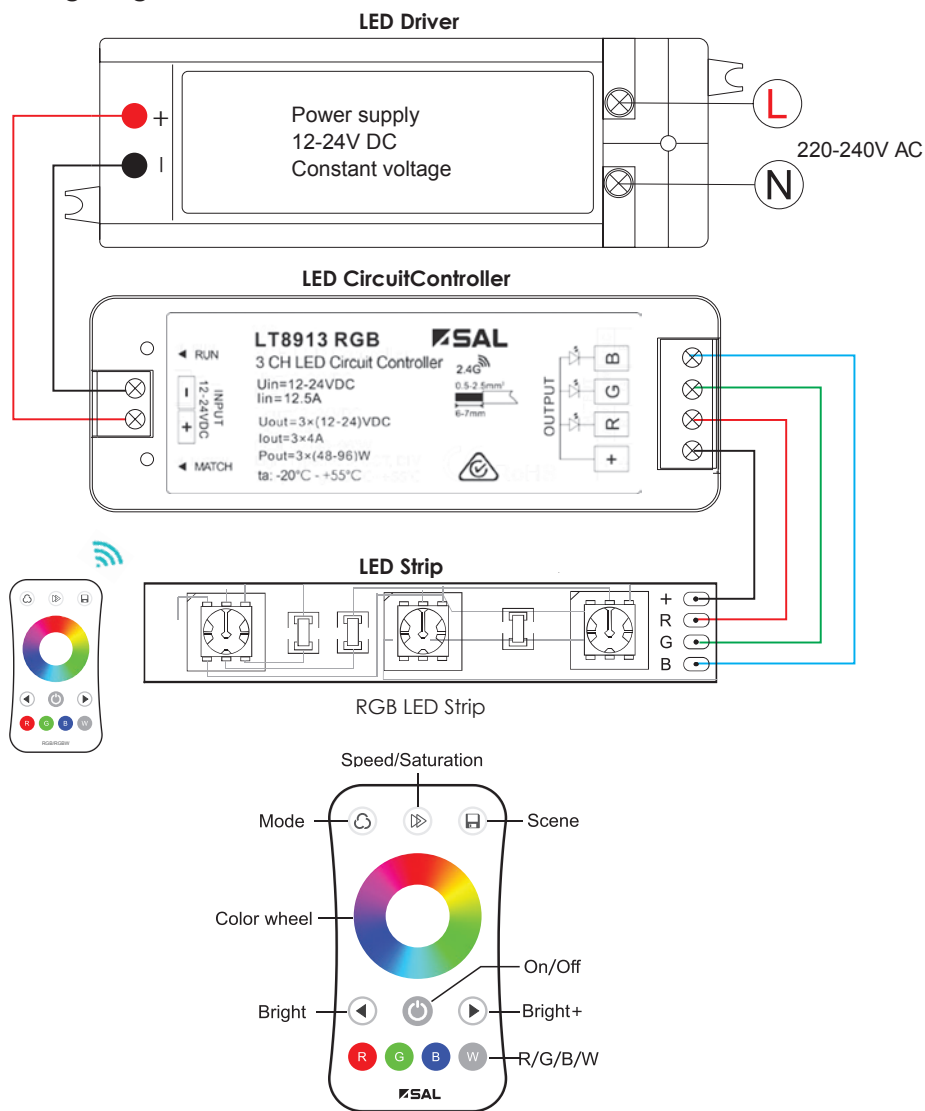 LED Driver
+
Power supply
12-24V DC
Constant voltage
L
220-240V AC
N
LED CircuitController
LT8913 RGB
SAL
3 CH LED Circuit Controller
2.4G
RUN
INPUT
12-24VDC
- +
MATCH
Uin=12-24VDC
Iin=12.5A
0.5-2.5mm²
6-7mm
Uout=3×(12-24)VDC
Iout=3×4A
Pout=3×(48-96)W
ta: -20°C - +55°C
OUTPUT
B
G
R
+
LED Strip
+
R
G
B
RGB LED Strip
R G B W
RGB/RGBW
Speed/Saturation
Mode
Scene
Color wheel
On/Off
Bright
Bright+
R G B W
R/G/B/W
SAL